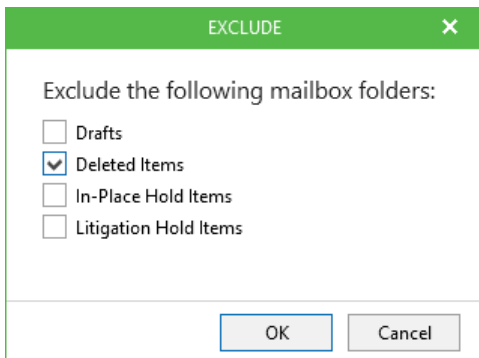 EXCLUDE
Exclude the following mailbox folders:
Drafts
Deleted Items
In-Place Hold Items
Litigation Hold Items
OK Cancel